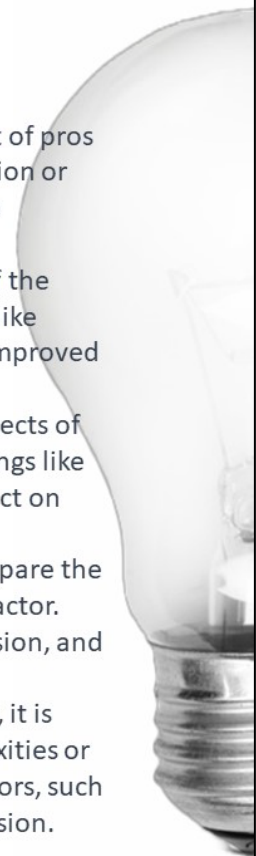 t of pros
ion or
f the
ike
mproved
ects of
ngs like
ct on
pare the
actor.
sion, and
, it is
xities or
ors, such
sion.